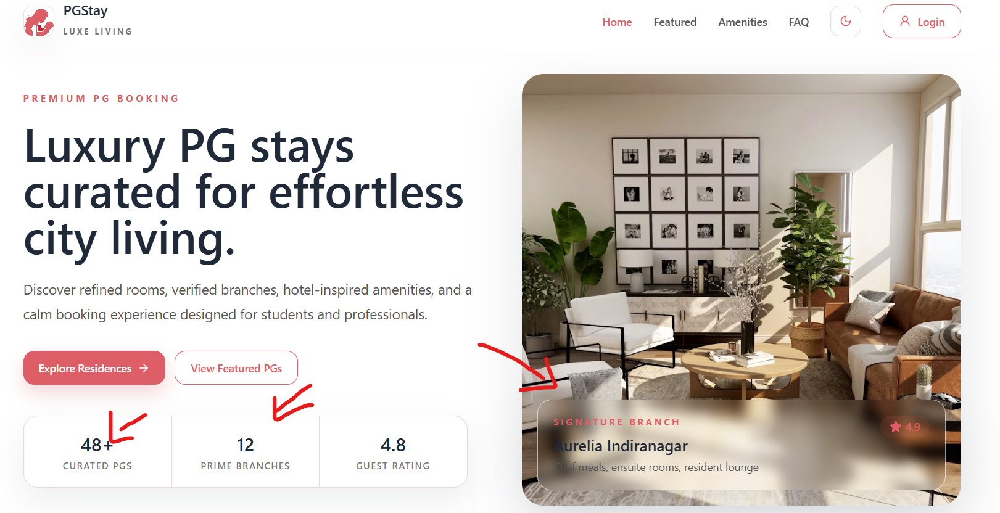 PGStay
LUXE LIVING
Home
Featured
Amenities
FAQ
Login
PREMIUM PG BOOKING
Luxury PG stays
curated for effortless
city living.
Discover refined rooms, verified branches, hotel-inspired amenities, and a
calm booking experience designed for students and professionals.
Explore Residences →
View Featured PGs
48+
CURATED PGS
12
PRIME BRANCHES
4.8
GUEST RATING
SIGNATURE BRANCH
★ 4.9
Aurelia Indiranagar
Chef meals, ensuite rooms, resident lounge